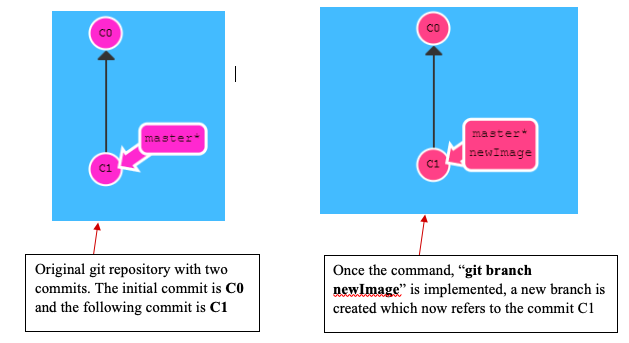 C0
master*
C1
Original git repository with two
commits. The initial commit is C0
and the following commit is C1
C0
master*
newImage
C1
Once the command, “git branch
newImage” is implemented, a new branch is
created which now refers to the commit C1